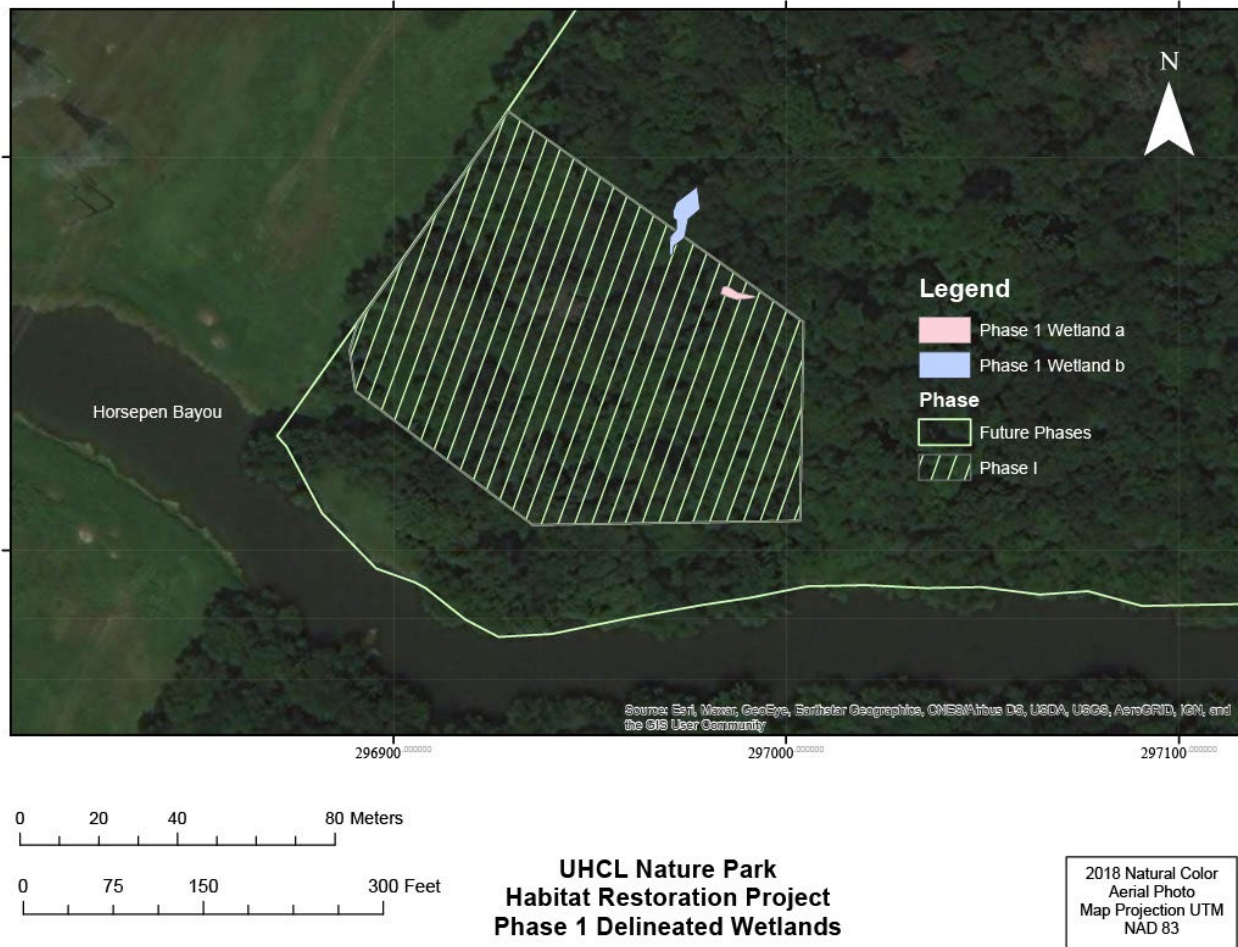 N
Legend
Phase 1 Wetland a
Phase 1 Wetland b
Phase
Future Phases
Phase I
Horsepen Bayou
Source: Esri, Maxar, GeoEye, Earthstar Geographics, CNES/Airbus DS, USDA, USGS, AeroGRID, IGN, and
the GIS User Community
296900.000000 297000.000000 297100.000000
0 20 40 80 Meters
0 75 150 300 Feet
UHCL Nature Park
Habitat Restoration Project
Phase 1 Delineated Wetlands
2018 Natural Color
Aerial Photo
Map Projection UTM
NAD 83